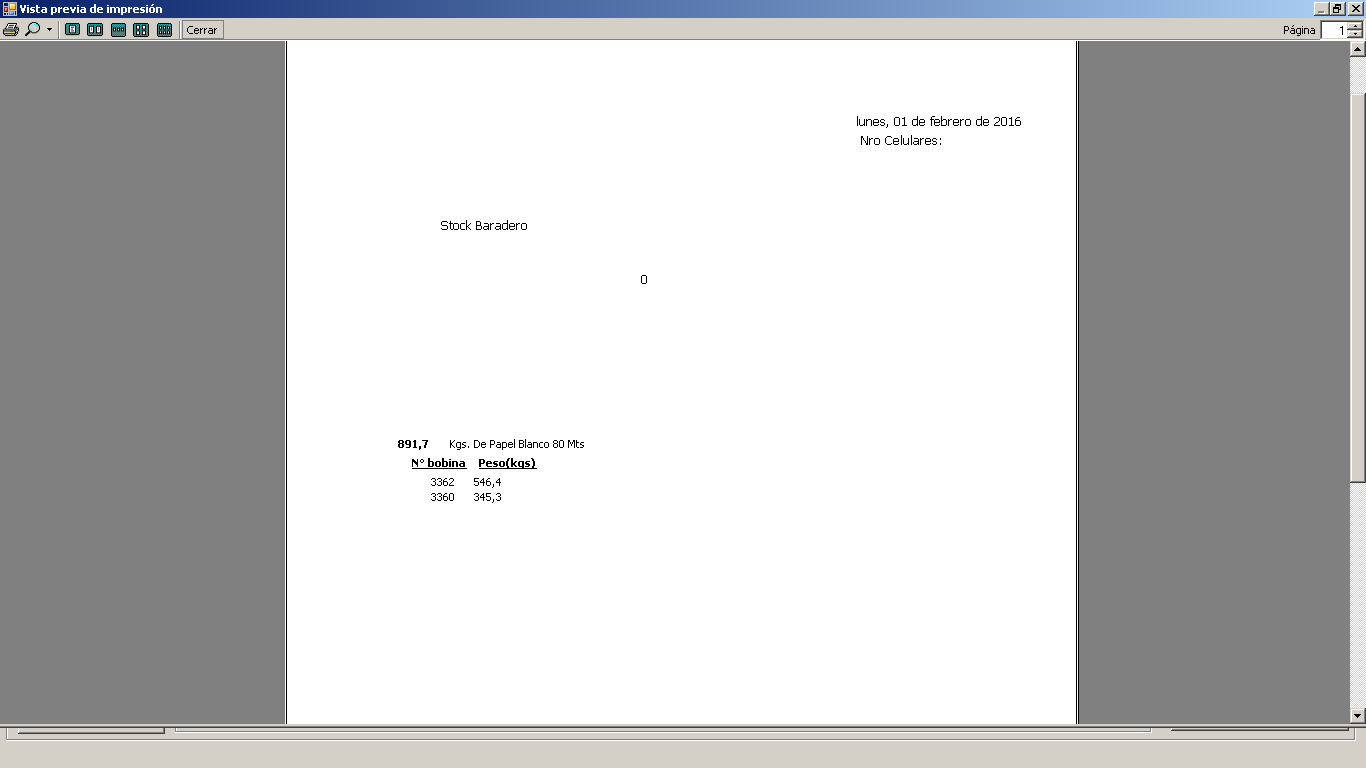 Vista previa de impresión
Cerrar
Página 1
lunes, 01 de febrero de 2016
Nro Celulares:
Stock Baradero
0
891,7 Kgs. De Papel Blanco 80 Mts
N° bobina Peso(kgs)
3362 546,4
3360 345,3